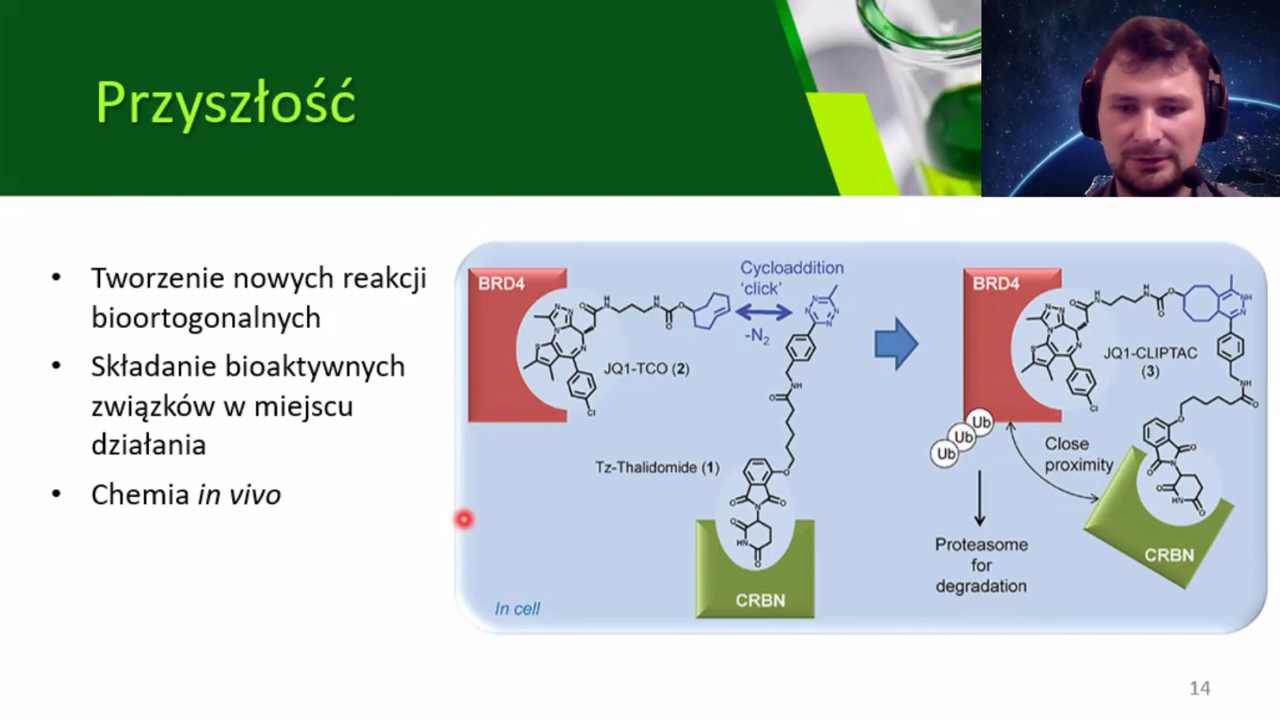 Przyszłość
• Tworzenie nowych reakcji
bioortogonalnych
• Składanie bioaktywnych
związków w miejscu
działania
• Chemia in vivo
BRD4
Cycloaddition
'click'
-N2
JQ1-TCO (2)
Tz-Thalidomide (1)
CRBN
In cell
BRD4
JQ1-CLIPTAC
(3)
Ub
Ub
Ub
Close
proximity
Proteasome
for
degradation
CRBN
14